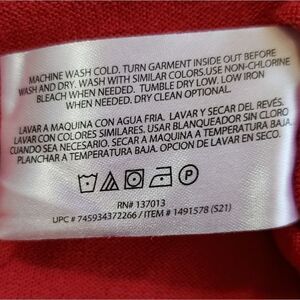 MACHINE WASH COLD. TURN GARMENT INSIDE OUT BEFORE
WASH AND DRY. WASH WITH SIMILAR COLORS.USE NON-CHLORINE
BLEACH WHEN NEEDED. TUMBLE DRY LOW. LOW IRON
WHEN NEEDED. DRY CLEAN OPTIONAL.
LAVAR A MAQUINA CON AGUA FRIA. LAVAR Y SECAR DEL REVÉS.
LAVAR CON COLORES SIMILARES. USAR BLANQUEADOR SIN CLORO
CUANDO SEA NECESARIO. SECAR A MAQUINA A TEMPERATURA BAJA.
PLANCHAR A TEMPERATURA BAJA. OPCION DE LAVAR EN SECO.
P
RN# 137013
UPC # 745934372266 / ITEM # 1491578 (S21)